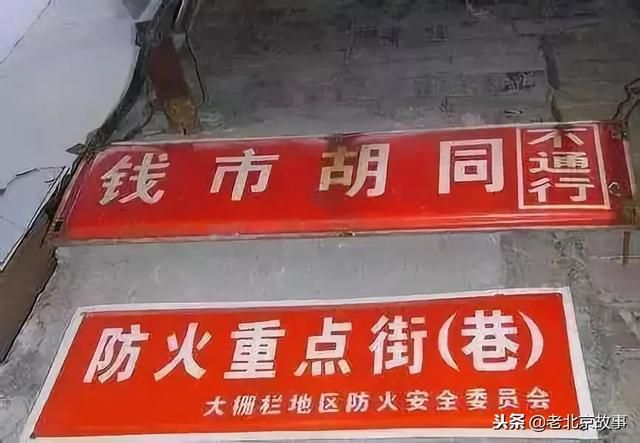 钱市胡同 不通行
防火重点街(巷)
大栅栏地区防火安全委员会
头条 @老北京故事